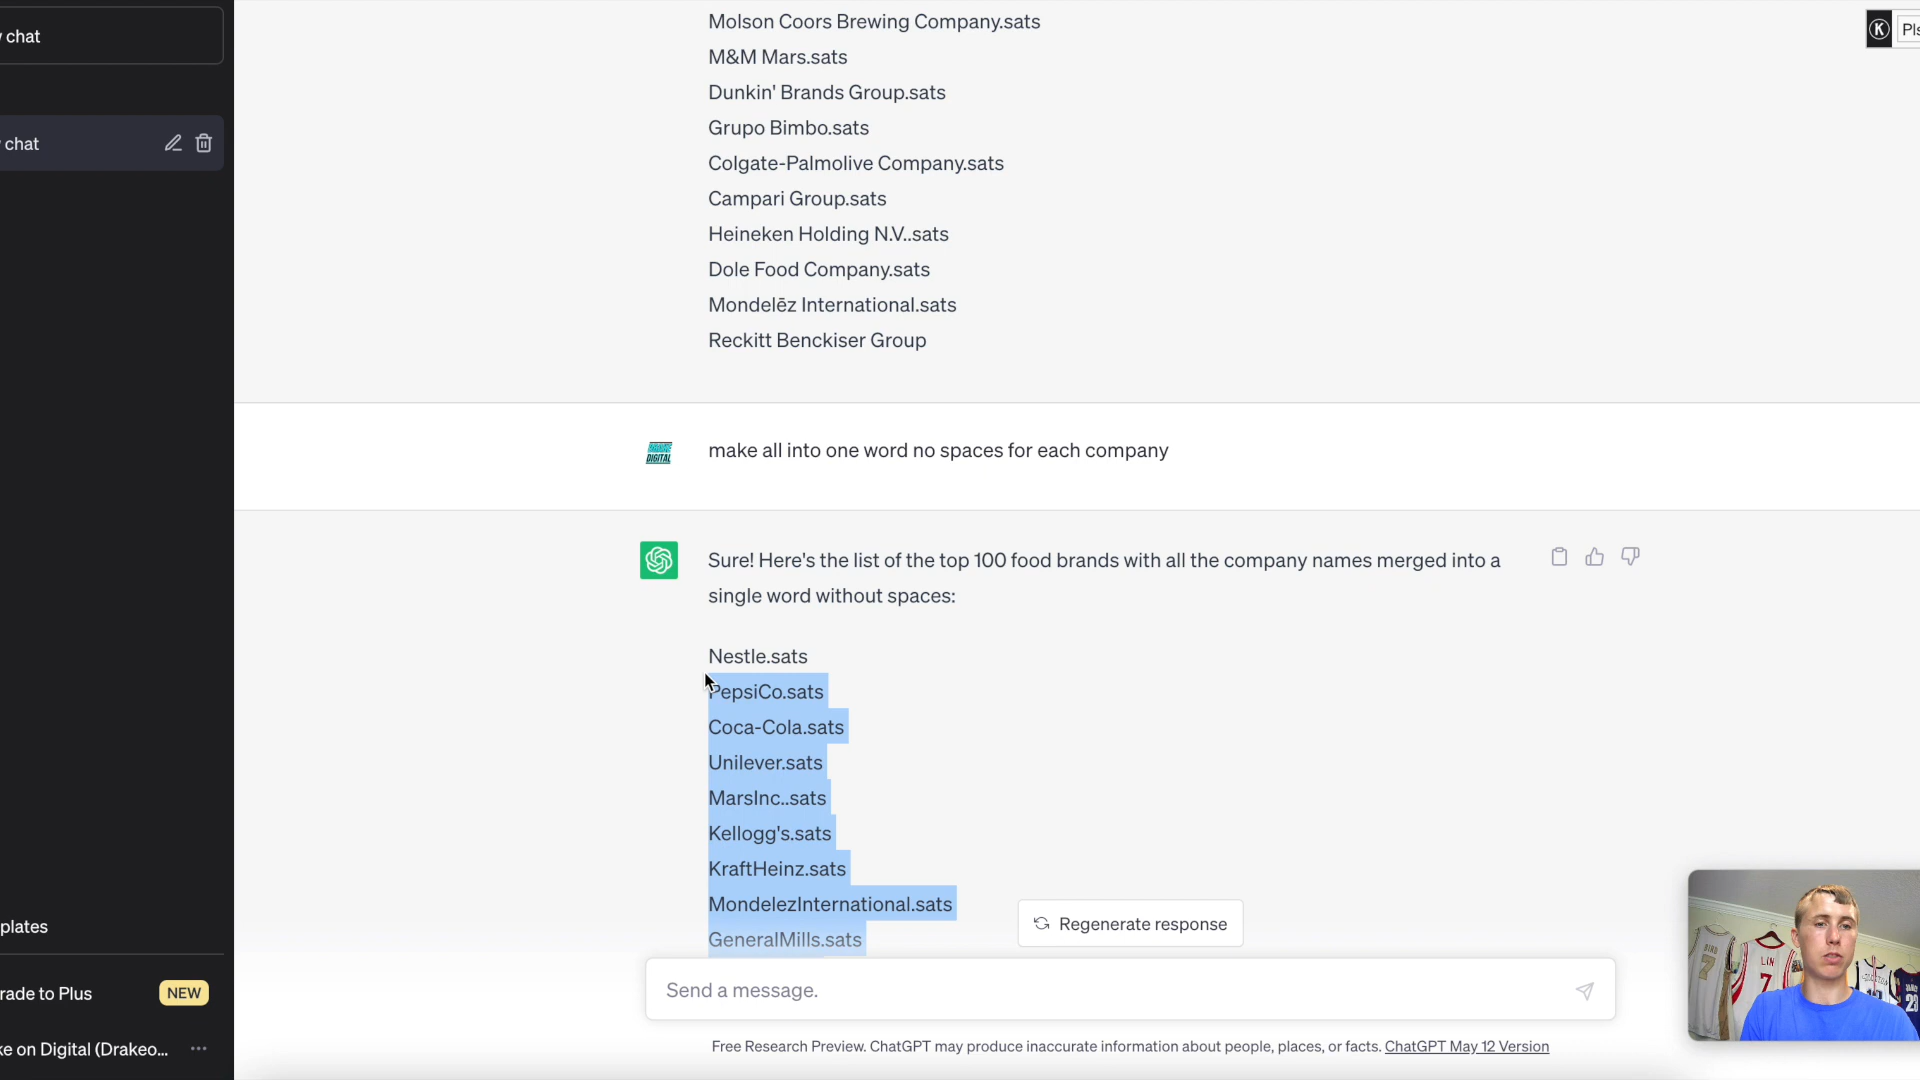 chat
chat
Molson Coors Brewing Company.sats
M&M Mars.sats
Dunkin' Brands Group.sats
Grupo Bimbo.sats
Colgate-Palmolive Company.sats
Campari Group.sats
Heineken Holding N.V..sats
Dole Food Company.sats
Mondelēz International.sats
Reckitt Benckiser Group
K
DIGITAL
make all into one word no spaces for each company
Sure! Here's the list of the top 100 food brands with all the company names merged into a
single word without spaces:
Nestle.sats
PepsiCo.sats
Coca-Cola.sats
Unilever.sats
MarsInc..sats
Kellogg's.sats
KraftHeinz.sats
MondelezInternational.sats
GeneralMills.sats
Regenerate response
Send a message.
Free Research Preview. ChatGPT may produce inaccurate information about people, places, or facts. ChatGPT May 12 Version
plates
rade to Plus NEW
ke on Digital (Drakeo...
LIN
7
BIRD
7
23